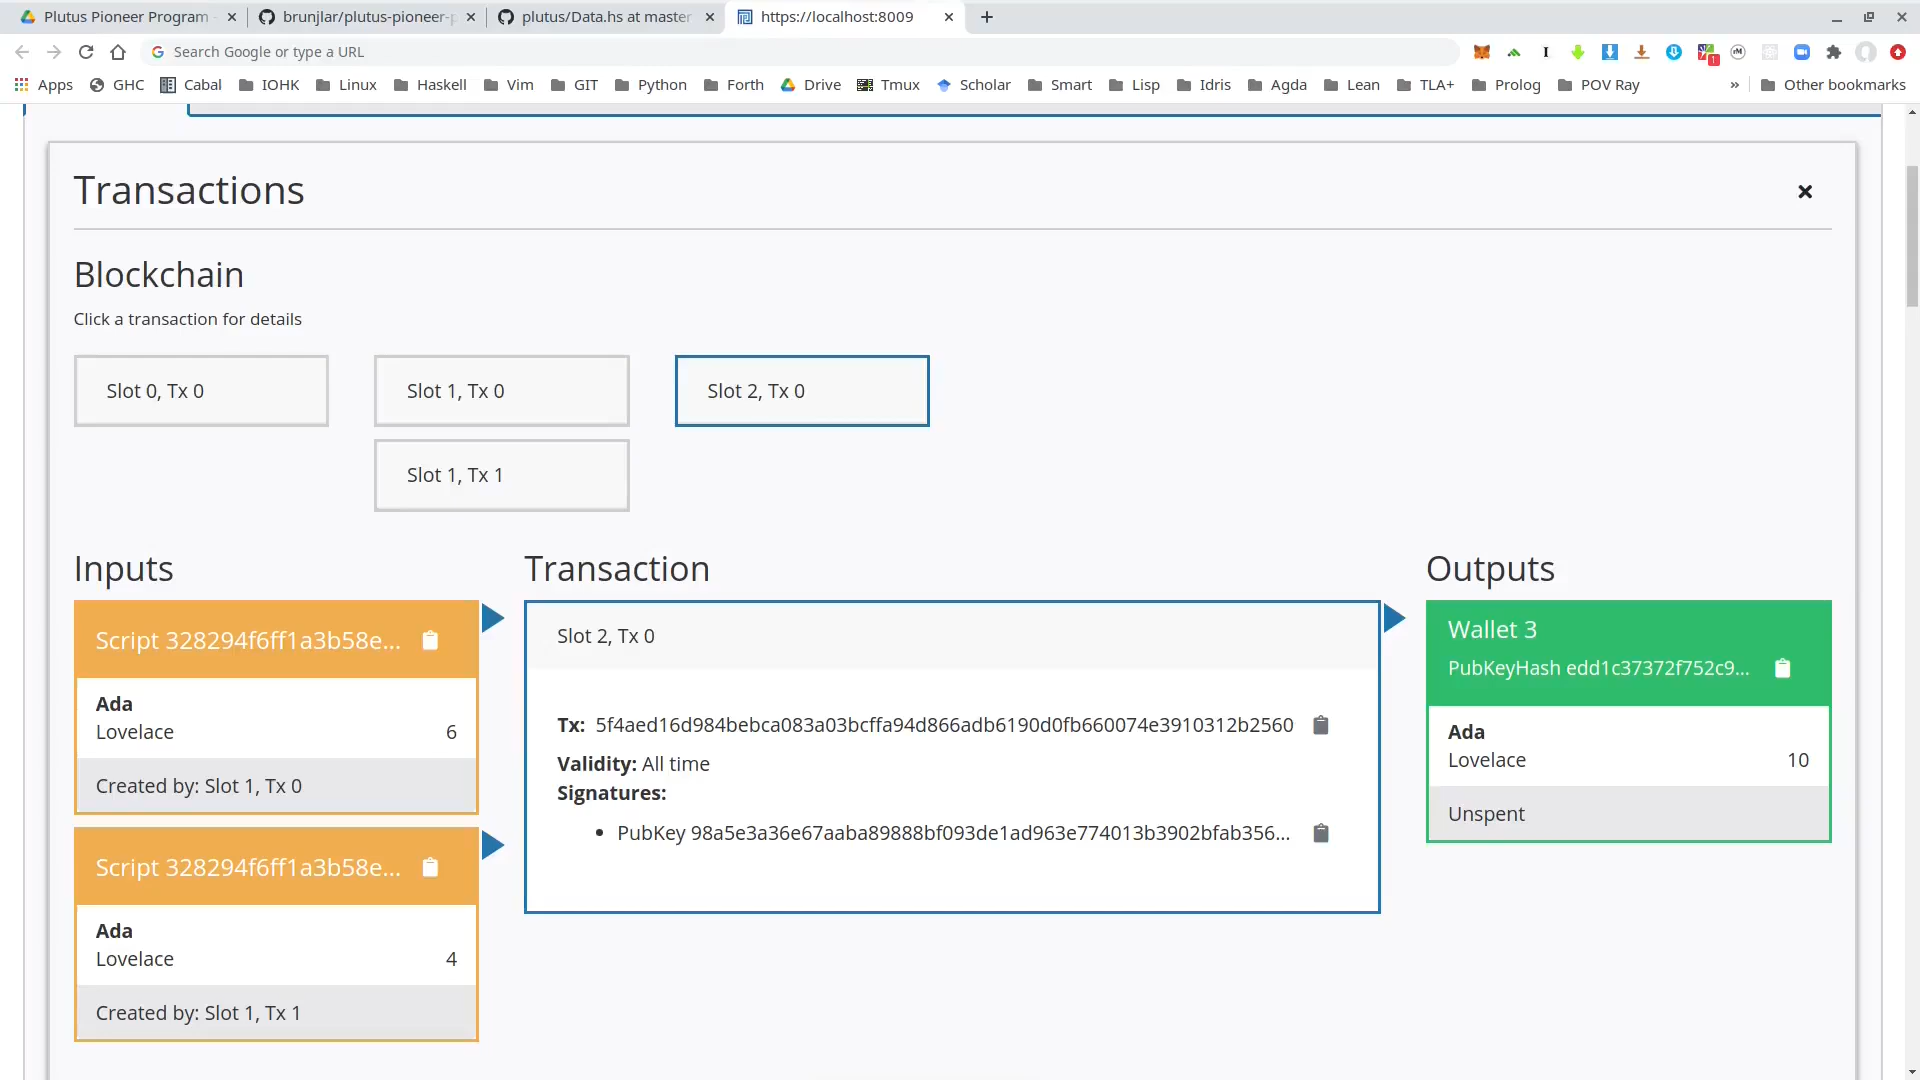 Plutus Pioneer Program
brunjlar/plutus-pioneer-p
plutus/Data.hs at master
https://localhost:8009
Search Google or type a URL
Apps GHC Cabal IOHK Linux Haskell Vim GIT Python Forth Drive Tmux Scholar Smart Lisp Idris Agda Lean TLA+ Prolog POV Ray » Other bookmarks
Transactions
Blockchain
Click a transaction for details
Slot 0, Tx 0
Slot 1, Tx 0
Slot 2, Tx 0
Slot 1, Tx 1
Inputs
Script 328294f6ff1a3b58e...
Ada
Lovelace 6
Created by: Slot 1, Tx 0
Script 328294f6ff1a3b58e...
Ada
Lovelace 4
Created by: Slot 1, Tx 1
Transaction
Slot 2, Tx 0
Tx: 5f4aed16d984bebca083a03bcffa94d866adb6190d0fb660074e3910312b2560
Validity: All time
Signatures:
• PubKey 98a5e3a36e67aaba89888bf093de1ad963e774013b3902bfab356...
Outputs
Wallet 3
PubKeyHash edd1c37372f752c9...
Ada
Lovelace 10
Unspent